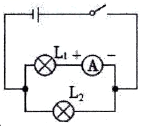 L₁ + A −
L₂